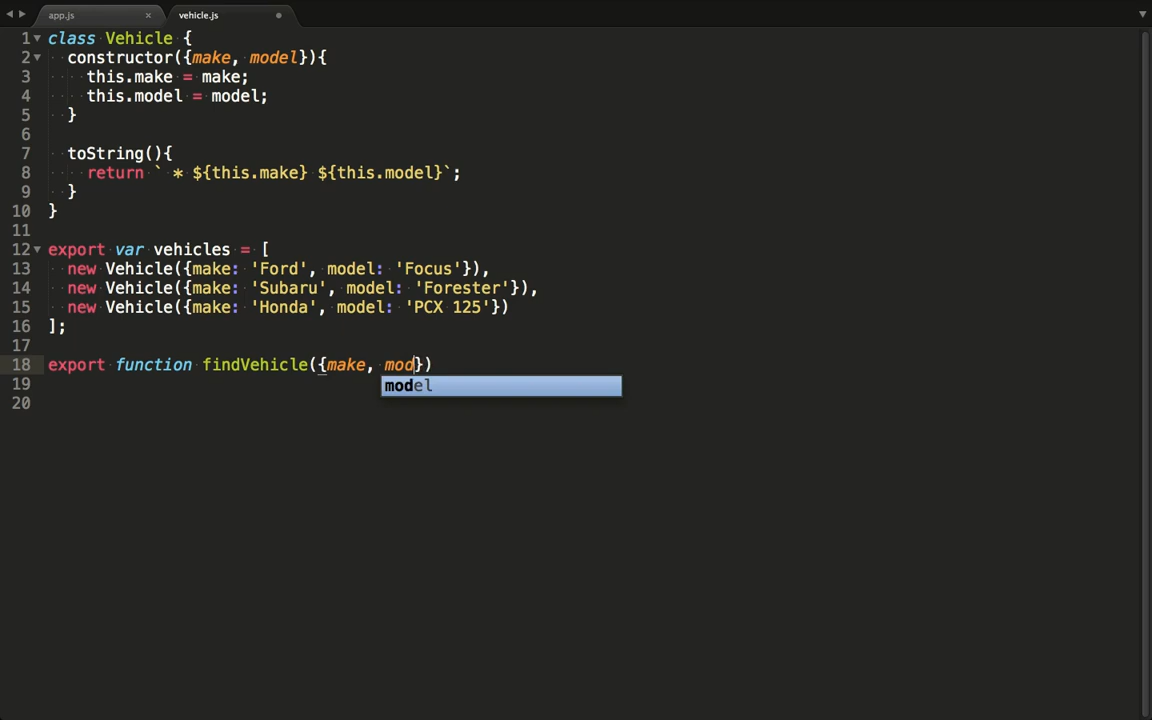 app.js × vehicle.js
1 class Vehicle {
2 constructor({make, model}){
3 this.make = make;
4 this.model = model;
5 }
6
7 toString(){
8 return ` * ${this.make} ${this.model}`;
9 }
10 }
11
12 export var vehicles = [
13 new Vehicle({make: 'Ford', model: 'Focus'}),
14 new Vehicle({make: 'Subaru', model: 'Forester'}),
15 new Vehicle({make: 'Honda', model: 'PCX 125'})
16 ];
17
18 export function findVehicle({make, mod})
19 model
20